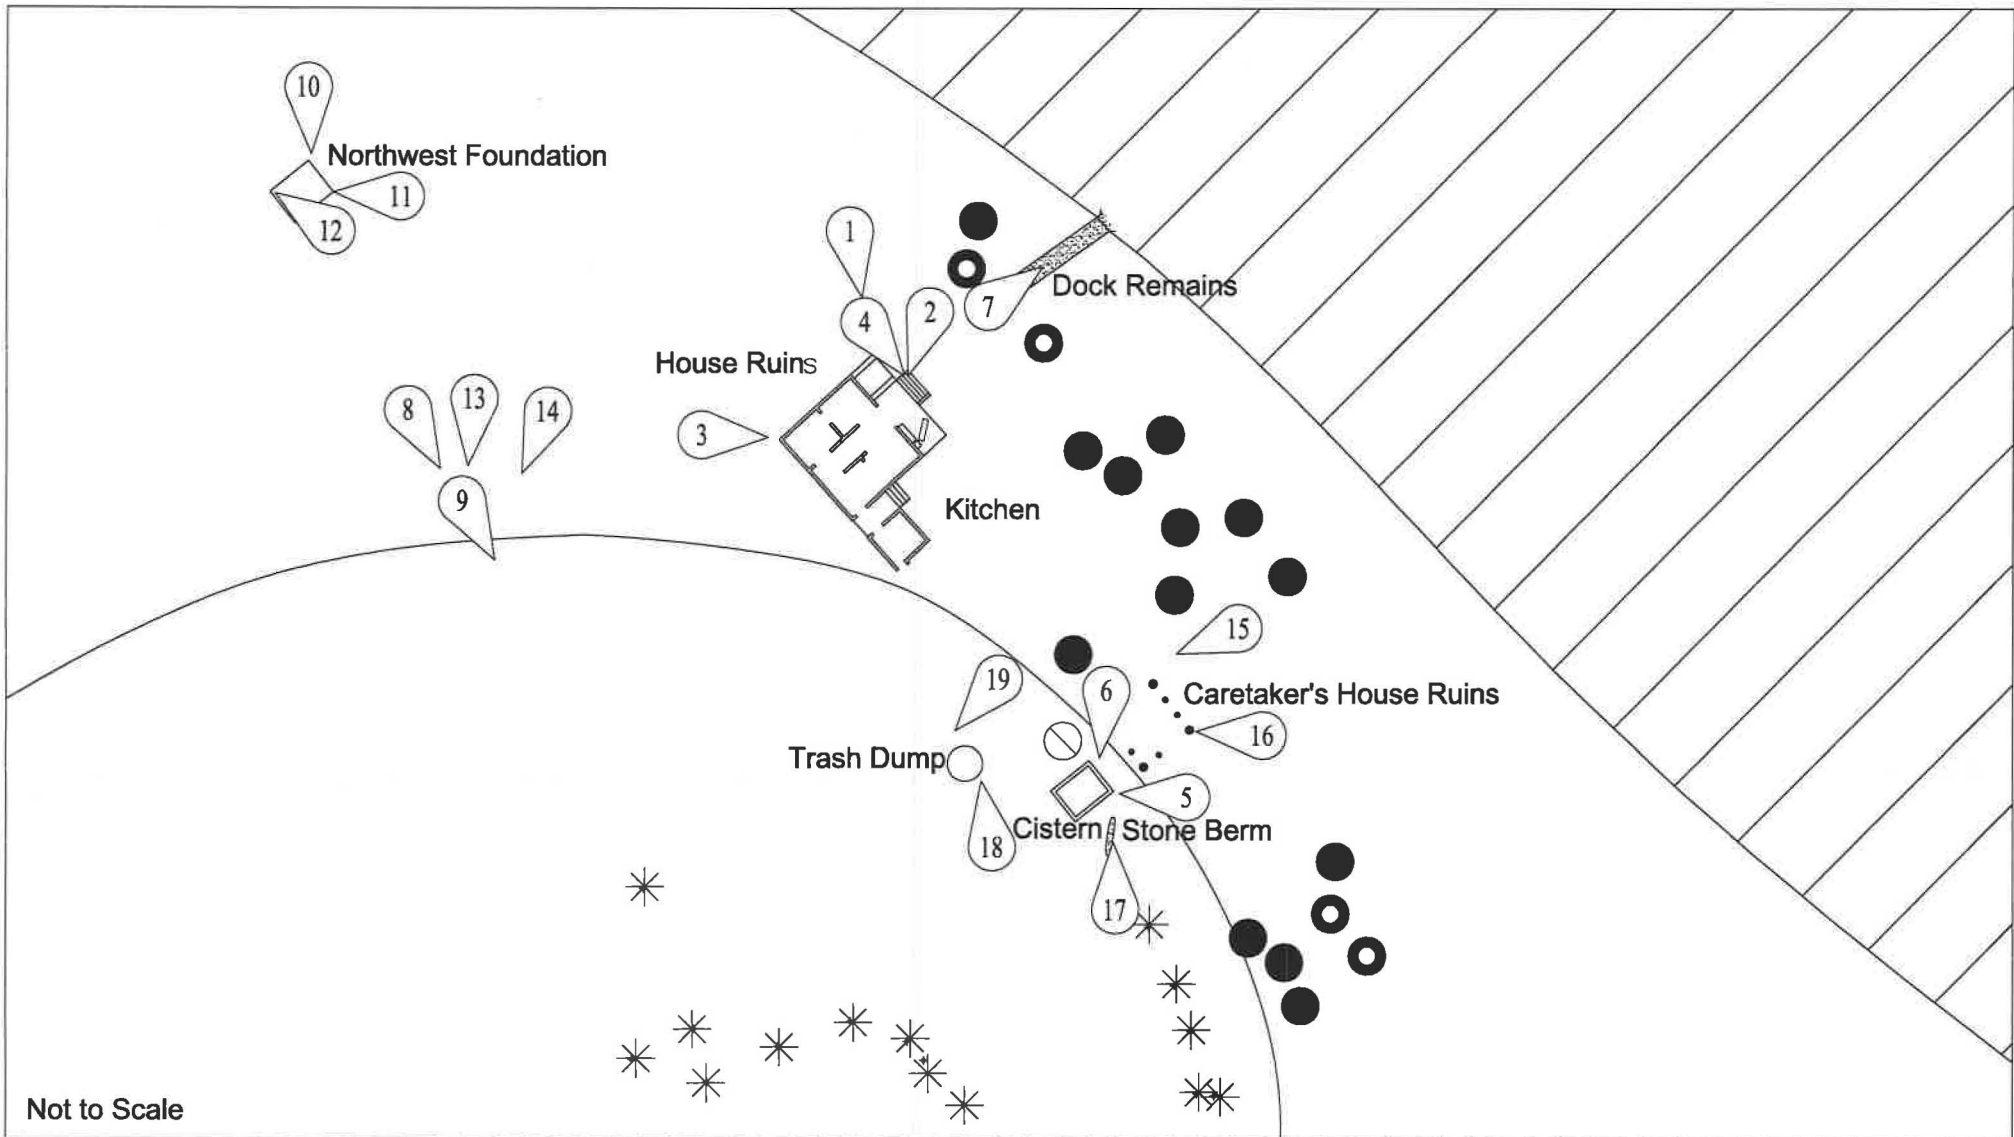 10
Northwest Foundation
11
12
1
4
2
7
Dock Remains
House Ruins
8
13
14
3
9
Kitchen
15
19
6
Caretaker's House Ruins
16
Trash Dump
5
Cistern
Stone Berm
18
17
Not to Scale